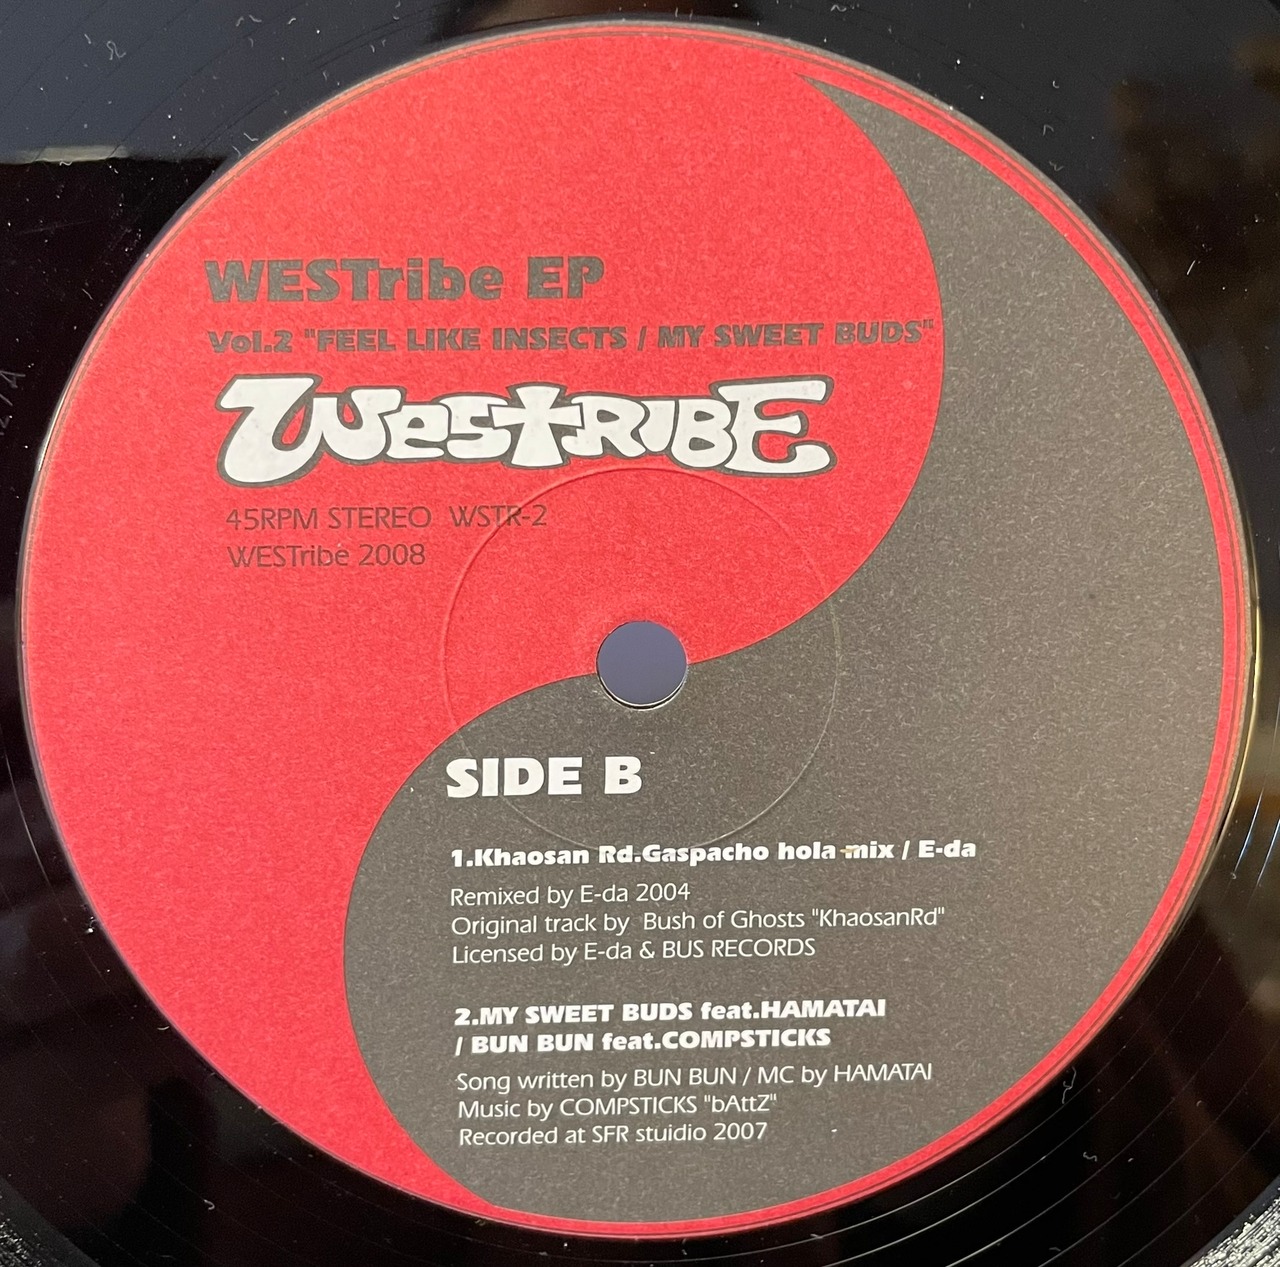 WESTribe EP
Vol.2 "FEEL LIKE INSECTS / MY SWEET BUDS"
WESTRIBE
45RPM STEREO WSTR-2
WESTribe 2008
SIDE B
1.Khaosan Rd.Gaspacho hola mix / E-da
Remixed by E-da 2004
Original track by Bush of Ghosts "KhaosanRd"
Licensed by E-da & BUS RECORDS
2.MY SWEET BUDS feat.HAMATAI
/ BUN BUN feat.COMPSTICKS
Song written by BUN BUN / MC by HAMATAI
Music by COMPSTICKS "bAttZ"
Recorded at SFR stuidio 2007